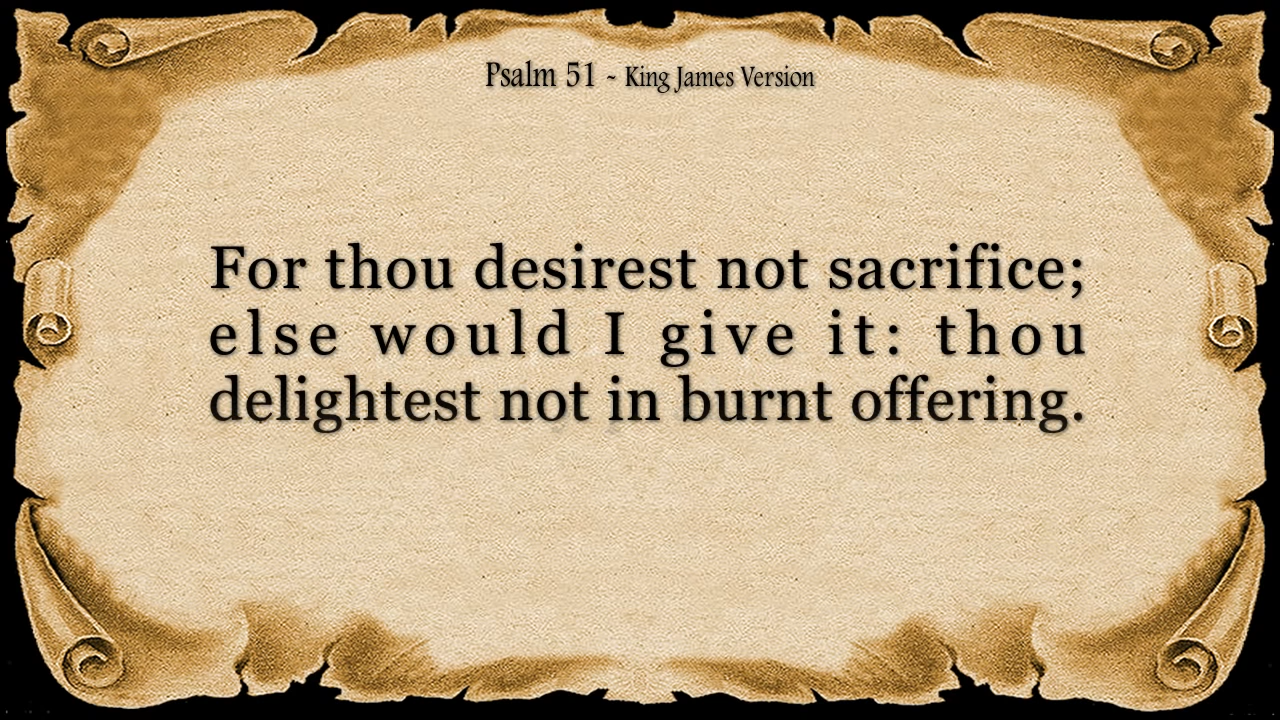 Psalm 51 - King James Version
For thou desirest not sacrifice;
else would I give it: thou
delightest not in burnt offering.